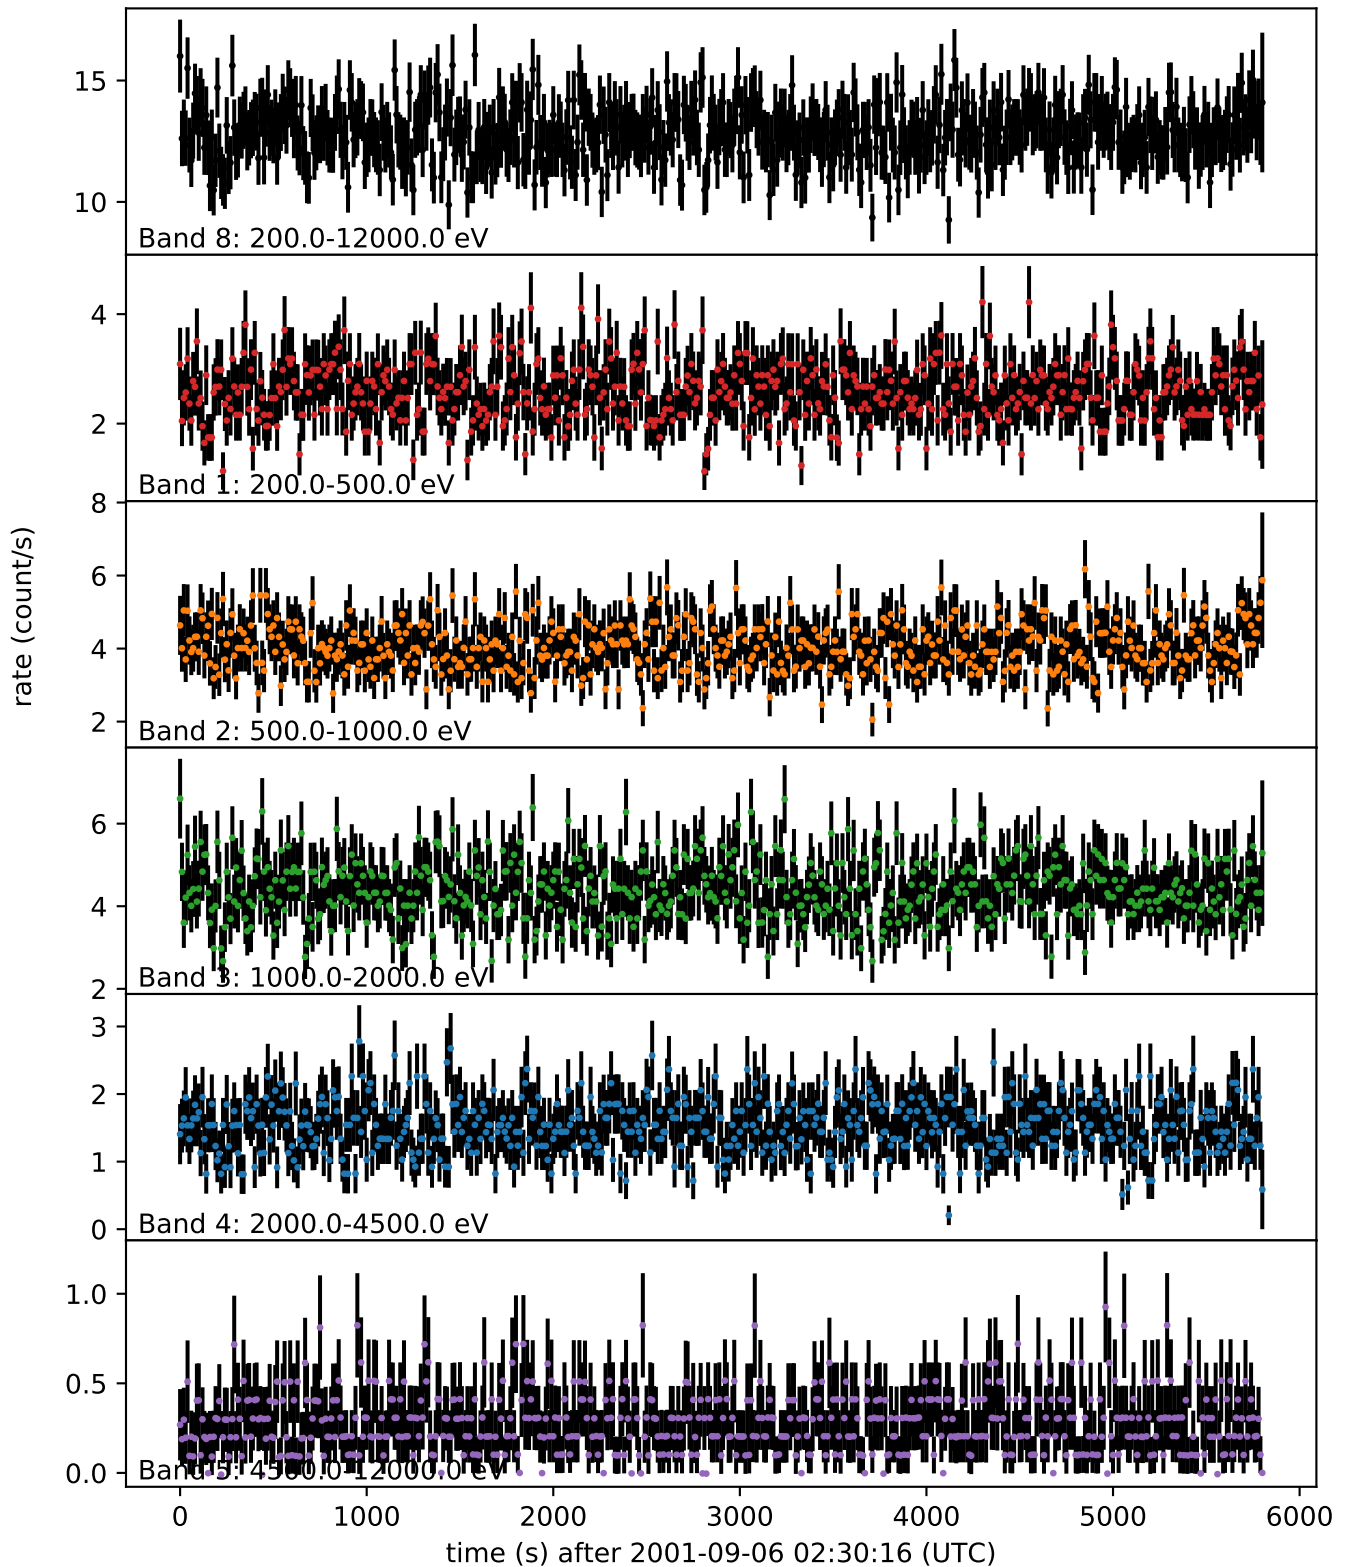 15
10
Band 8: 200.0-12000.0 eV
4
2
Band 1: 200.0-500.0 eV
8
6
4
2
Band 2: 500.0-1000.0 eV
rate (count/s)
6
4
2
Band 3: 1000.0-2000.0 eV
3
2
1
0
Band 4: 2000.0-4500.0 eV
1.0
0.5
0.0
Band 5: 4500.0-12000.0 eV
0 1000 2000 3000 4000 5000 6000
time (s) after 2001-09-06 02:30:16 (UTC)